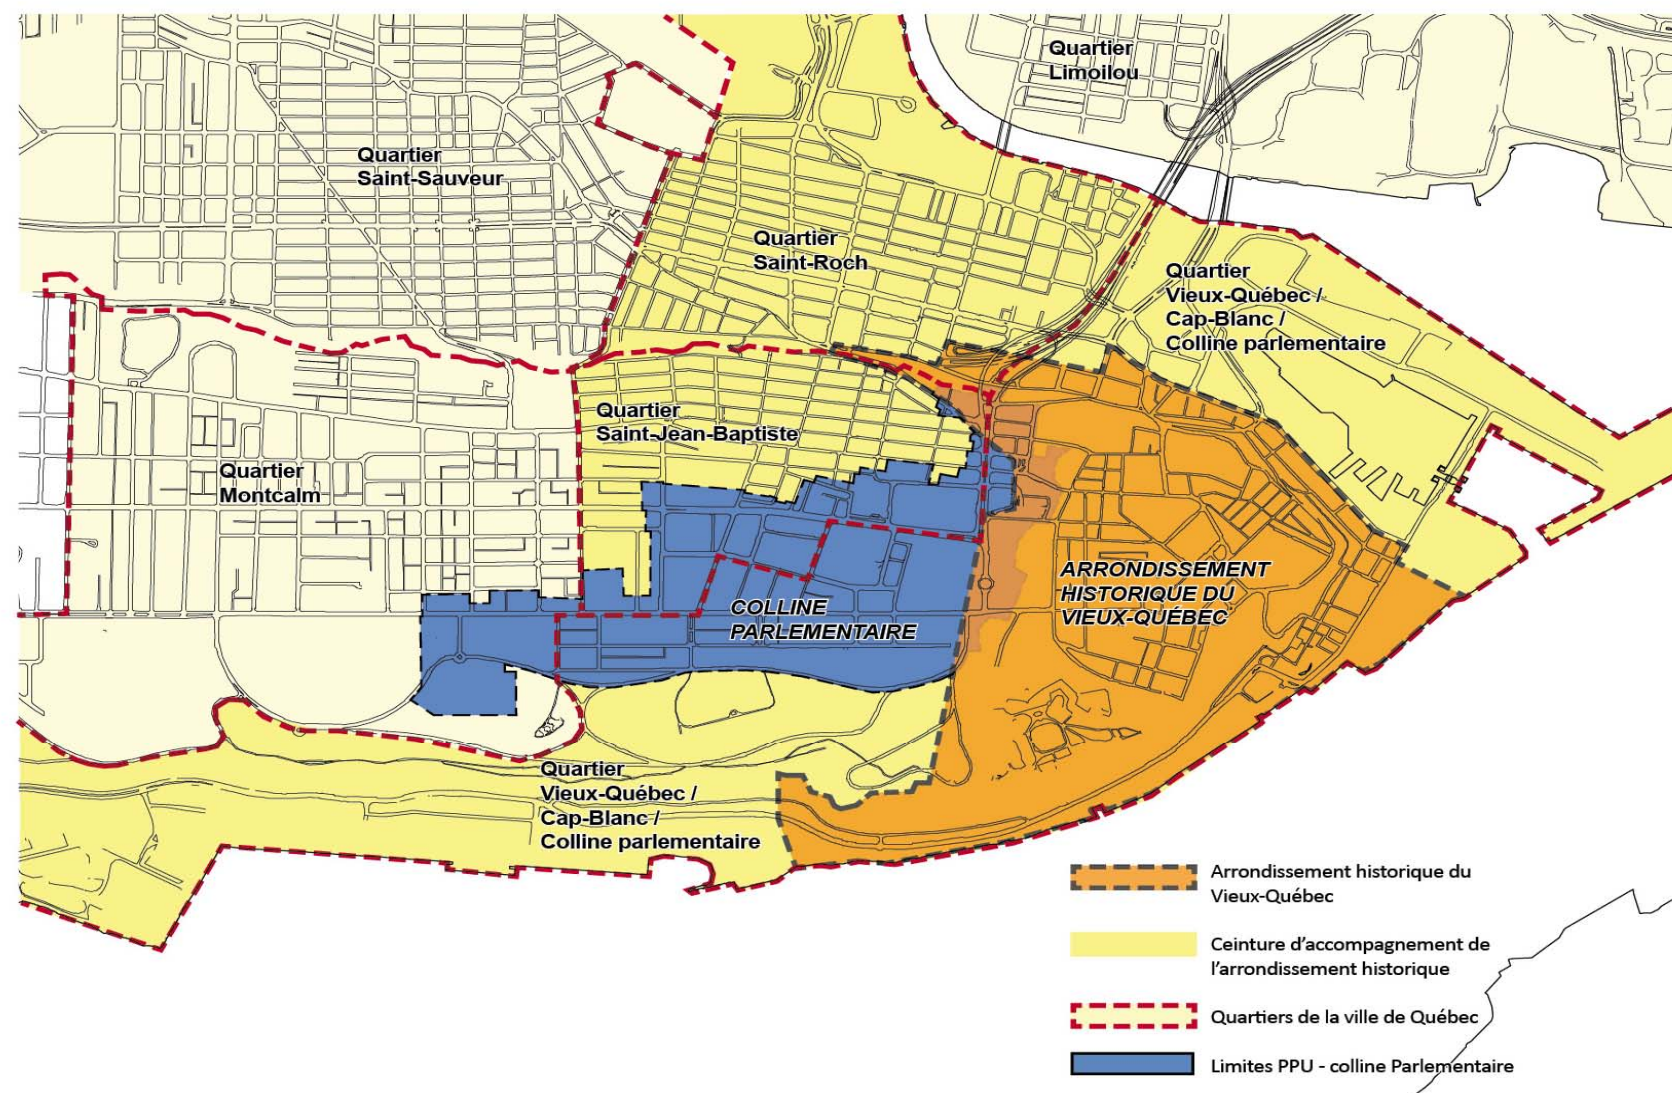 Quartier
Limoilou
Quartier
Saint-Sauveur
Quartier
Saint-Roch
Quartier
Vieux-Québec /
Cap-Blanc /
Colline parlementaire
Quartier
Saint-Jean-Baptiste
Quartier
Montcalm
ARRONDISSEMENT
HISTORIQUE DU
VIEUX-QUÉBEC
COLLINE
PARLEMENTAIRE
Quartier
Vieux-Québec /
Cap-Blanc /
Colline parlementaire
Arrondissement historique du
Vieux-Québec
Ceinture d'accompagnement de
l'arrondissement historique
Quartiers de la ville de Québec
Limites PPU - colline Parlementaire